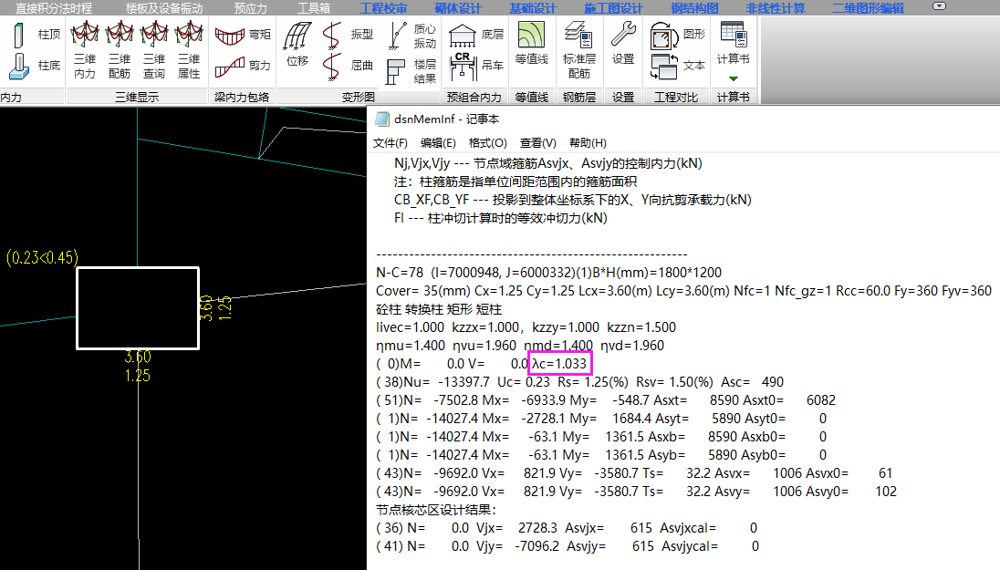 直接积分法时程 楼板及设备振动 预应力 工具箱 工程校审 砌体设计 基础设计 施工图设计 钢结构图 非线性计算 二维图形编辑
柱顶 柱底
三维内力 三维配筋 三维查询 三维属性
弯矩 剪力
位移 振型 屈曲 质心振动 楼层结果
底层 吊车 CR
等值线 标准层配筋 设置 图形 文本 计算书
内力 三维显示 梁内力包络 变形图 预组合内力 等值线 钢筋层 设置 工程对比 计算书
(0.23<0.45)
3.60
1.25
3.60
1.25
dsnMemInf - 记事本
文件(F) 编辑(E) 格式(O) 查看(V) 帮助(H)
Nj,Vjx,Vjy --- 节点域箍筋Asvjx、Asvjy的控制内力(kN)
注：柱箍筋是指单位间距范围内的箍筋面积
CB_XF,CB_YF --- 投影到整体坐标系下的X、Y向抗剪承载力(kN)
Fl --- 柱冲切计算时的等效冲切力(kN)
--------------------------------------------------------------
N-C=78 (I=7000948, J=6000332)(1)B*H(mm)=1800*1200
Cover= 35(mm) Cx=1.25 Cy=1.25 Lcx=3.60(m) Lcy=3.60(m) Nfc=1 Nfc_gz=1 Rcc=60.0 Fy=360 Fyv=360
砼柱 转换柱 矩形 短柱
livec=1.000 kzzx=1.000，kzzy=1.000 kzzn=1.500
ημu=1.400 ηvu=1.960 ηmd=1.400 ηvd=1.960
( 0)M= 0.0 V= 0.0 λc=1.033
( 38)Nu= -13397.7 Uc= 0.23 Rs= 1.25(%) Rsv= 1.50(%) Asc= 490
( 51)N= -7502.8 Mx= -6933.9 My= -548.7 Asxt= 8590 Asxt0= 6082
( 1)N= -14027.4 Mx= -2728.1 My= 1684.4 Asyt= 5890 Asyt0= 0
( 1)N= -14027.4 Mx= -63.1 My= 1361.5 Asxb= 8590 Asxb0= 0
( 1)N= -14027.4 Mx= -63.1 My= 1361.5 Asyb= 5890 Asyb0= 0
( 43)N= -9692.0 Vx= 821.9 Vy= -3580.7 Ts= 32.2 Asvx= 1006 Asvx0= 61
( 43)N= -9692.0 Vx= 821.9 Vy= -3580.7 Ts= 32.2 Asvy= 1006 Asvy0= 102
节点核芯区设计结果：
( 36) N= 0.0 Vjx= 2728.3 Asvjx= 615 Asvjxcal= 0
( 41) N= 0.0 Vjy= -7096.2 Asvjy= 615 Asvjycal= 0